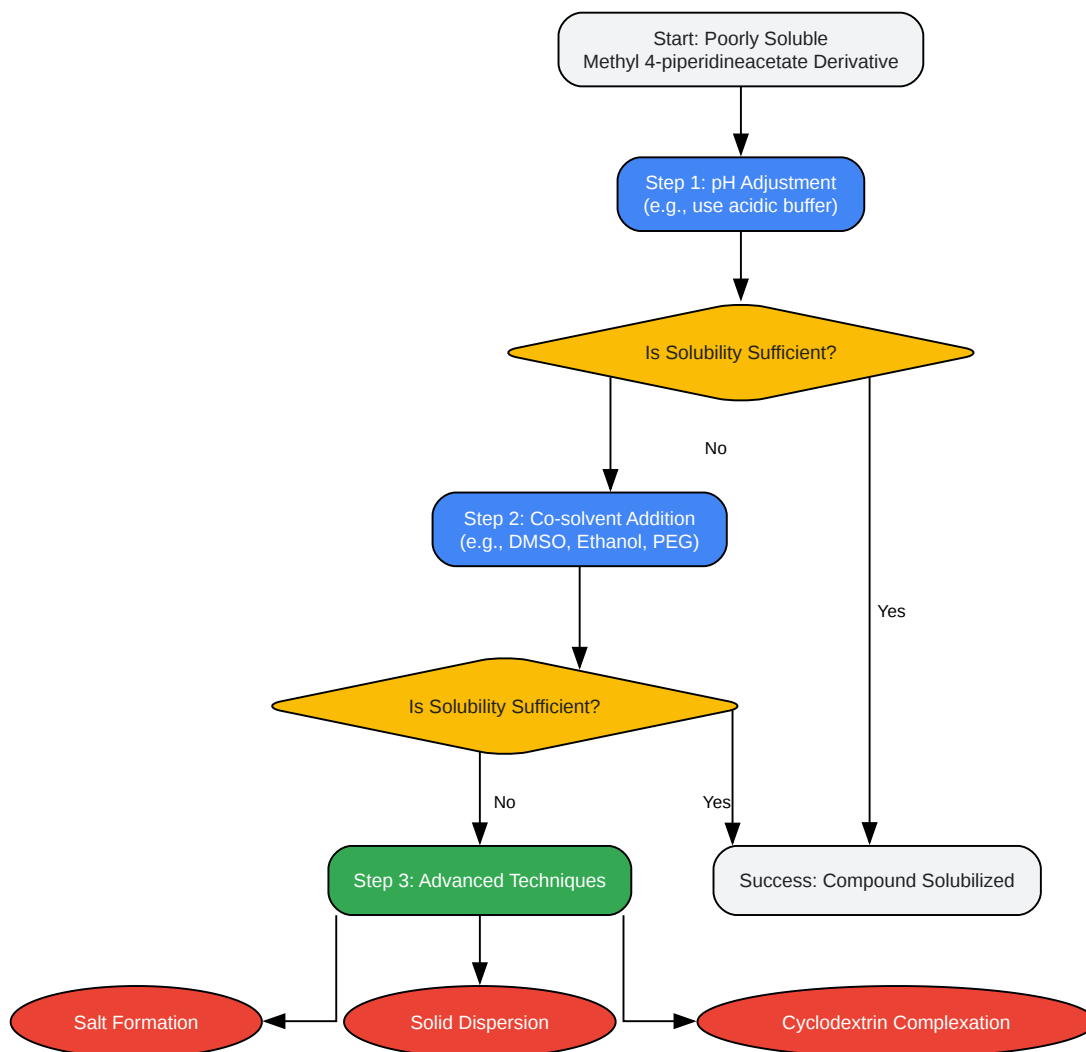 Start: Poorly Soluble
Methyl 4-piperidineacetate Derivative
Step 1: pH Adjustment
(e.g., use acidic buffer)
Is Solubility Sufficient?
No
Step 2: Co-solvent Addition
(e.g., DMSO, Ethanol, PEG)
Yes
Is Solubility Sufficient?
No
Yes
Step 3: Advanced Techniques
Success: Compound Solubilized
Salt Formation
Solid Dispersion
Cyclodextrin Complexation